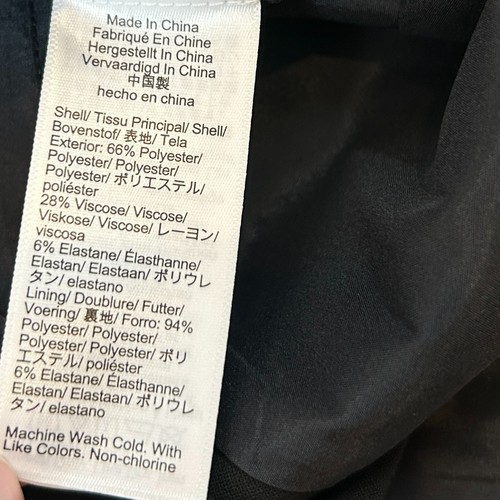 Made In China
Fabriqué En Chine
Hergestellt In China
Vervaardigd In China
中国製
hecho en china
Shell/ Tissu Principal/ Shell/
Bovenstof/ 表地/ Tela
Exterior: 66% Polyester/
Polyester/ Polyester/
Polyester/ ポリエステル/
poliéster
28% Viscose/ Viscose/
Viskose/ Viscose/ レーヨン/
viscosa
6% Elastane/ Élasthanne/
Elastan/ Elastaan/ ポリウレ
タン/ elastano
Lining/ Doublure/ Futter/
Voering/ 裏地/ Forro: 94%
Polyester/ Polyester/
Polyester/ Polyester/ ポリ
エステル/ poliéster
6% Elastane/ Élasthanne/
Elastan/ Elastaan/ ポリウレ
タン/ elastano
Machine Wash Cold. With
Like Colors. Non-chlorine